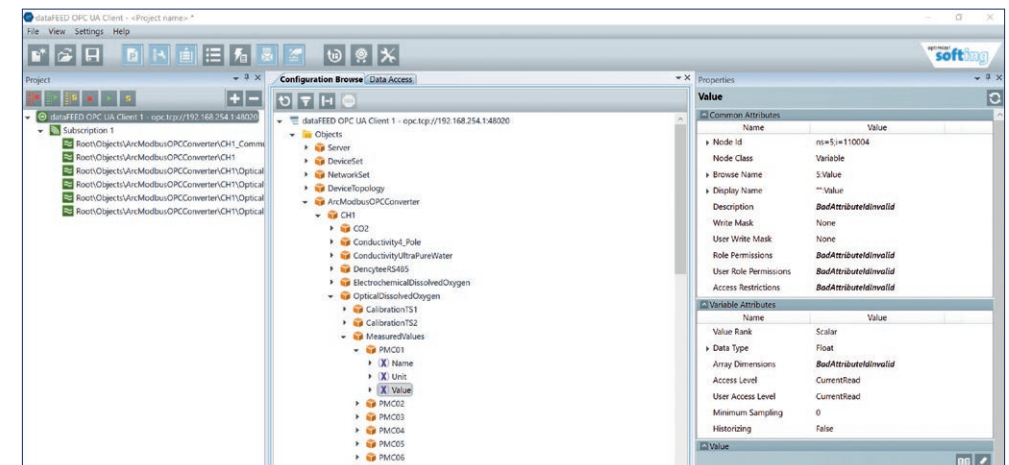 dataFEED OPC UA Client - <Project name> *
File View Settings Help
optimize!
softing
Project
dataFEED OPC UA Client 1 - opc.tcp://192.168.254.1:48020
Subscription 1
Root\Objects\ArcModbusOPCConverter\CH1_Commu
Root\Objects\ArcModbusOPCConverter\CH1
Root\Objects\ArcModbusOPCConverter\CH1\Optical
Root\Objects\ArcModbusOPCConverter\CH1\Optical
Root\Objects\ArcModbusOPCConverter\CH1\Optical
Root\Objects\ArcModbusOPCConverter\CH1\Optical
Configuration Browse Data Access
dataFEED OPC UA Client 1 - opc.tcp://192.168.254.1:48020
Objects
Server
DeviceSet
NetworkSet
DeviceTopology
ArcModbusOPCConverter
CH1
CO2
Conductivity4_Pole
ConductivityUltraPureWater
DencyteeRS485
ElectrochemicalDissolvedOxygen
OpticalDissolvedOxygen
CalibrationTS1
CalibrationTS2
MeasuredValues
PMC01
Name
Unit
Value
PMC02
PMC03
PMC04
PMC05
PMC06
Properties
Value
Common Attributes
Name Value
Node Id ns=5;i=110004
Node Class Variable
Browse Name 5:Value
Display Name "":Value
Description BadAttributeIdInvalid
Write Mask None
User Write Mask None
Role Permissions BadAttributeIdInvalid
User Role Permissions BadAttributeIdInvalid
Access Restrictions BadAttributeIdInvalid
Variable Attributes
Name Value
Value Rank Scalar
Data Type Float
Array Dimensions BadAttributeIdInvalid
Access Level CurrentRead
User Access Level CurrentRead
Minimum Sampling 0
Historizing False
Value